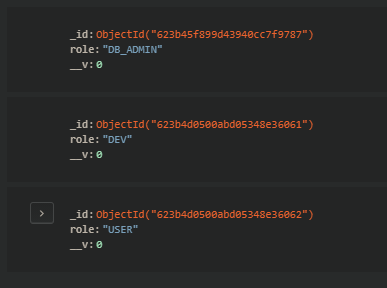 _id:ObjectId("623b45f899d43940cc7f9787")
role:"DB_ADMIN"
__v:0
_id:ObjectId("623b4d0500abd05348e36061")
role:"DEV"
__v:0
_id:ObjectId("623b4d0500abd05348e36062")
role:"USER"
__v:0